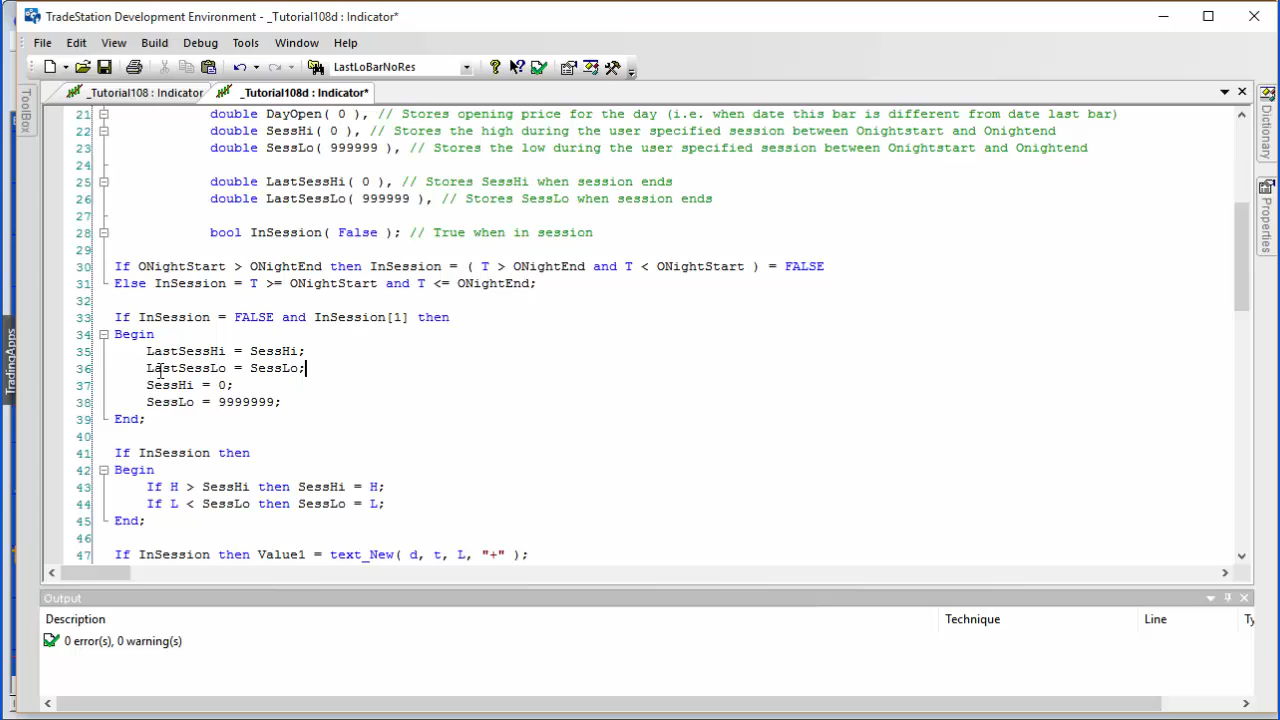 TradeStation Development Environment - _Tutorial108d : Indicator*
File Edit View Build Debug Tools Window Help
LastLoBarNoRes
_Tutorial108 : Indicator _Tutorial108d : Indicator*
ToolBox
TradingApps
Dictionary
Properties
21 double DayOpen( 0 ), // Stores opening price for the day (i.e. when date this bar is different from date last bar)
22 double SessHi( 0 ), // Stores the high during the user specified session between Onightstart and Onightend
23 double SessLo( 999999 ), // Stores the low during the user specified session between Onightstart and Onightend
24
25 double LastSessHi( 0 ), // Stores SessHi when session ends
26 double LastSessLo( 999999 ), // Stores SessLo when session ends
27
28 bool InSession( False ); // True when in session
29
30 If ONightStart > ONightEnd then InSession = ( T > ONightEnd and T < ONightStart ) = FALSE
31 Else InSession = T >= ONightStart and T <= ONightEnd;
32
33 If InSession = FALSE and InSession[1] then
34 Begin
35 LastSessHi = SessHi;
36 LastSessLo = SessLo;
37 SessHi = 0;
38 SessLo = 9999999;
39 End;
40
41 If InSession then
42 Begin
43 If H > SessHi then SessHi = H;
44 If L < SessLo then SessLo = L;
45 End;
46
47 If InSession then Value1 = text_New( d, t, L, "+" );
Output
Description Technique Line Ty
0 error(s), 0 warning(s)